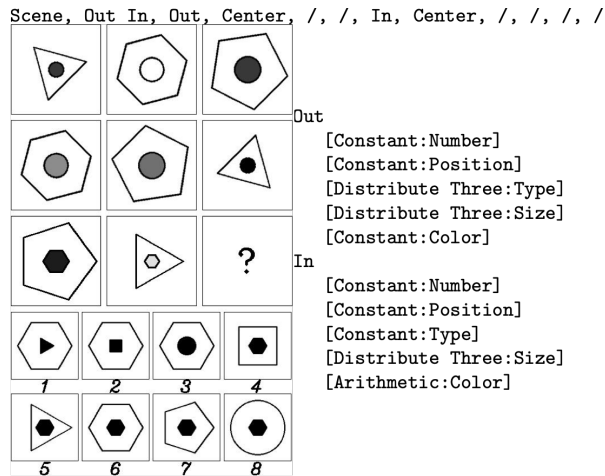 Scene, Out In, Out, Center, /, /, In, Center, /, /, /, /
Out
[Constant:Number]
[Constant:Position]
[Distribute Three:Type]
[Distribute Three:Size]
[Constant:Color]
In
[Constant:Number]
[Constant:Position]
[Constant:Type]
[Distribute Three:Size]
[Arithmetic:Color]
?
1 2 3 4
5 6 7 8